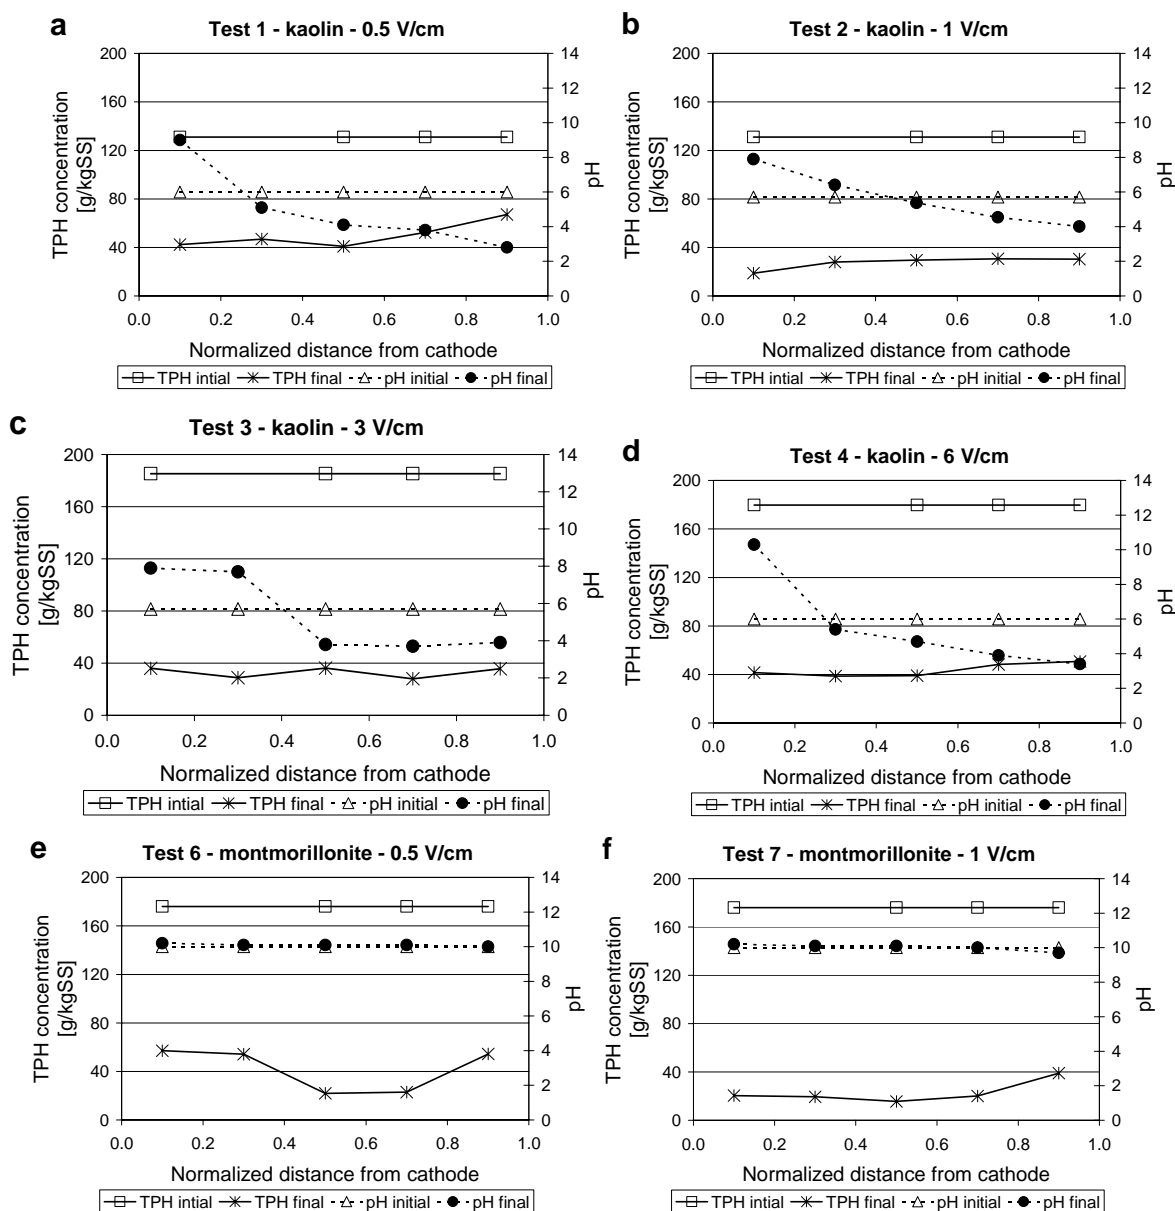 a
Test 1 - kaolin - 0.5 V/cm
TPH concentration
[g/kgSS]
200
160
120
80
40
0
14
12
10
8
6
4
2
0
pH
0.0 0.2 0.4 0.6 0.8 1.0
Normalized distance from cathode
TPH intial TPH final pH initial pH final
b
Test 2 - kaolin - 1 V/cm
TPH concentration
[g/kgSS]
200
160
120
80
40
0
14
12
10
8
6
4
2
0
pH
0.0 0.2 0.4 0.6 0.8 1.0
Normalized distance from cathode
TPH intial TPH final pH initial pH final
c
Test 3 - kaolin - 3 V/cm
TPH concentration
[g/kgSS]
200
160
120
80
40
0
14
12
10
8
6
4
2
0
pH
0.0 0.2 0.4 0.6 0.8 1.0
Normalized distance from cathode
TPH intial TPH final pH initial pH final
d
Test 4 - kaolin - 6 V/cm
TPH concentration
[g/kgSS]
200
160
120
80
40
0
14
12
10
8
6
4
2
0
pH
0.0 0.2 0.4 0.6 0.8 1.0
Normalized distance from cathode
TPH intial TPH final pH initial pH final
e
Test 6 - montmorillonite - 0.5 V/cm
TPH concentration
[g/kgSS]
200
160
120
80
40
0
14
12
10
8
6
4
2
0
pH
0.0 0.2 0.4 0.6 0.8 1.0
Normalized distance from cathode
TPH intial TPH final pH initial pH final
f
Test 7 - montmorillonite - 1 V/cm
TPH concentration
[g/kgSS]
200
160
120
80
40
0
14
12
10
8
6
4
2
0
pH
0.0 0.2 0.4 0.6 0.8 1.0
Normalized distance from cathode
TPH intial TPH final pH initial pH final